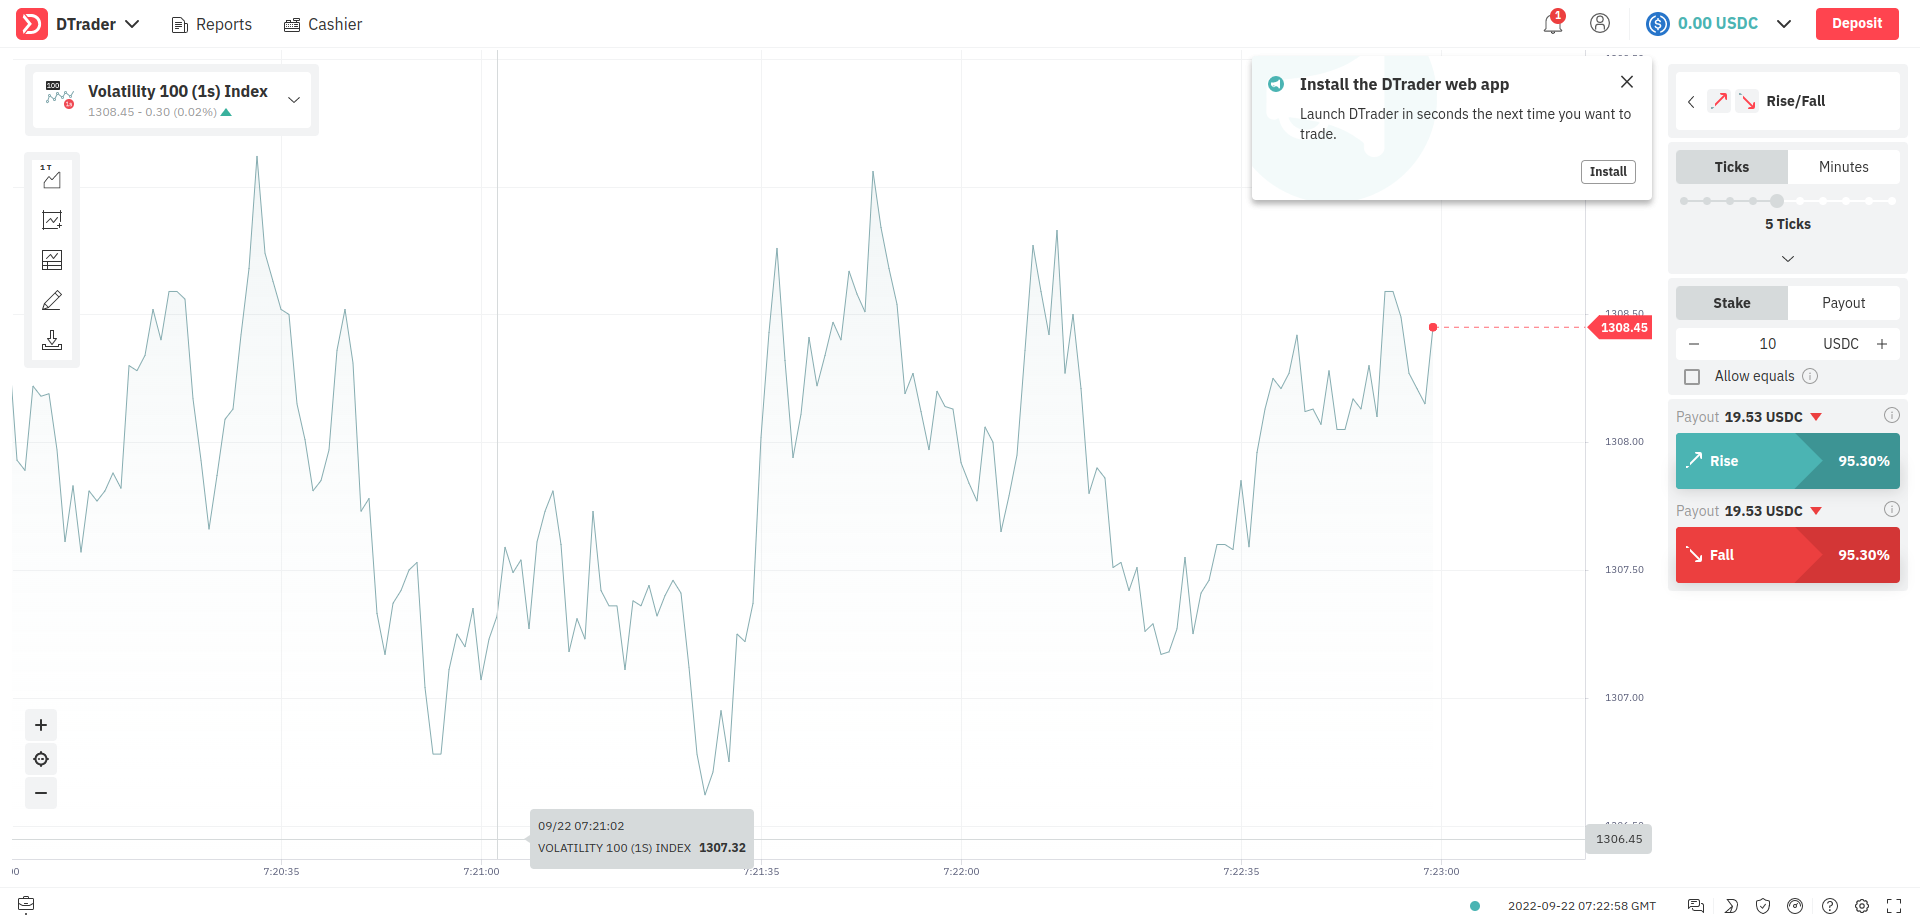 DTrader
Reports
Cashier
1
0.00 USDC
Deposit
100
1s
Volatility 100 (1s) Index
1308.45 - 0.30 (0.02%)
1 T
Install the DTrader web app
Launch DTrader in seconds the next time you want to
trade.
Install
Rise/Fall
Ticks
Minutes
5 Ticks
Stake
Payout
10
USDC
Allow equals
Payout 19.53 USDC
Rise
95.30%
Payout 19.53 USDC
Fall
95.30%
1308.50
1308.45
1308.00
1307.50
1307.00
1306.45
09/22 07:21:02
VOLATILITY 100 (1S) INDEX 1307.32
7:20:35
7:21:00
7:21:35
7:22:00
7:22:35
7:23:00
2022-09-22 07:22:58 GMT